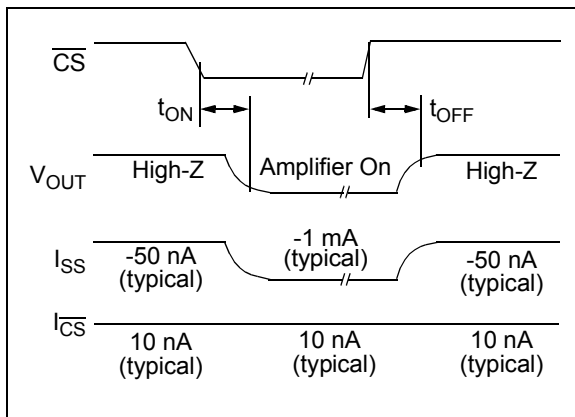 CS
tON
tOFF
VOUT
High-Z
Amplifier On
High-Z
ISS
-50 nA
(typical)
-1 mA
(typical)
-50 nA
(typical)
ICS
10 nA
(typical)
10 nA
(typical)
10 nA
(typical)